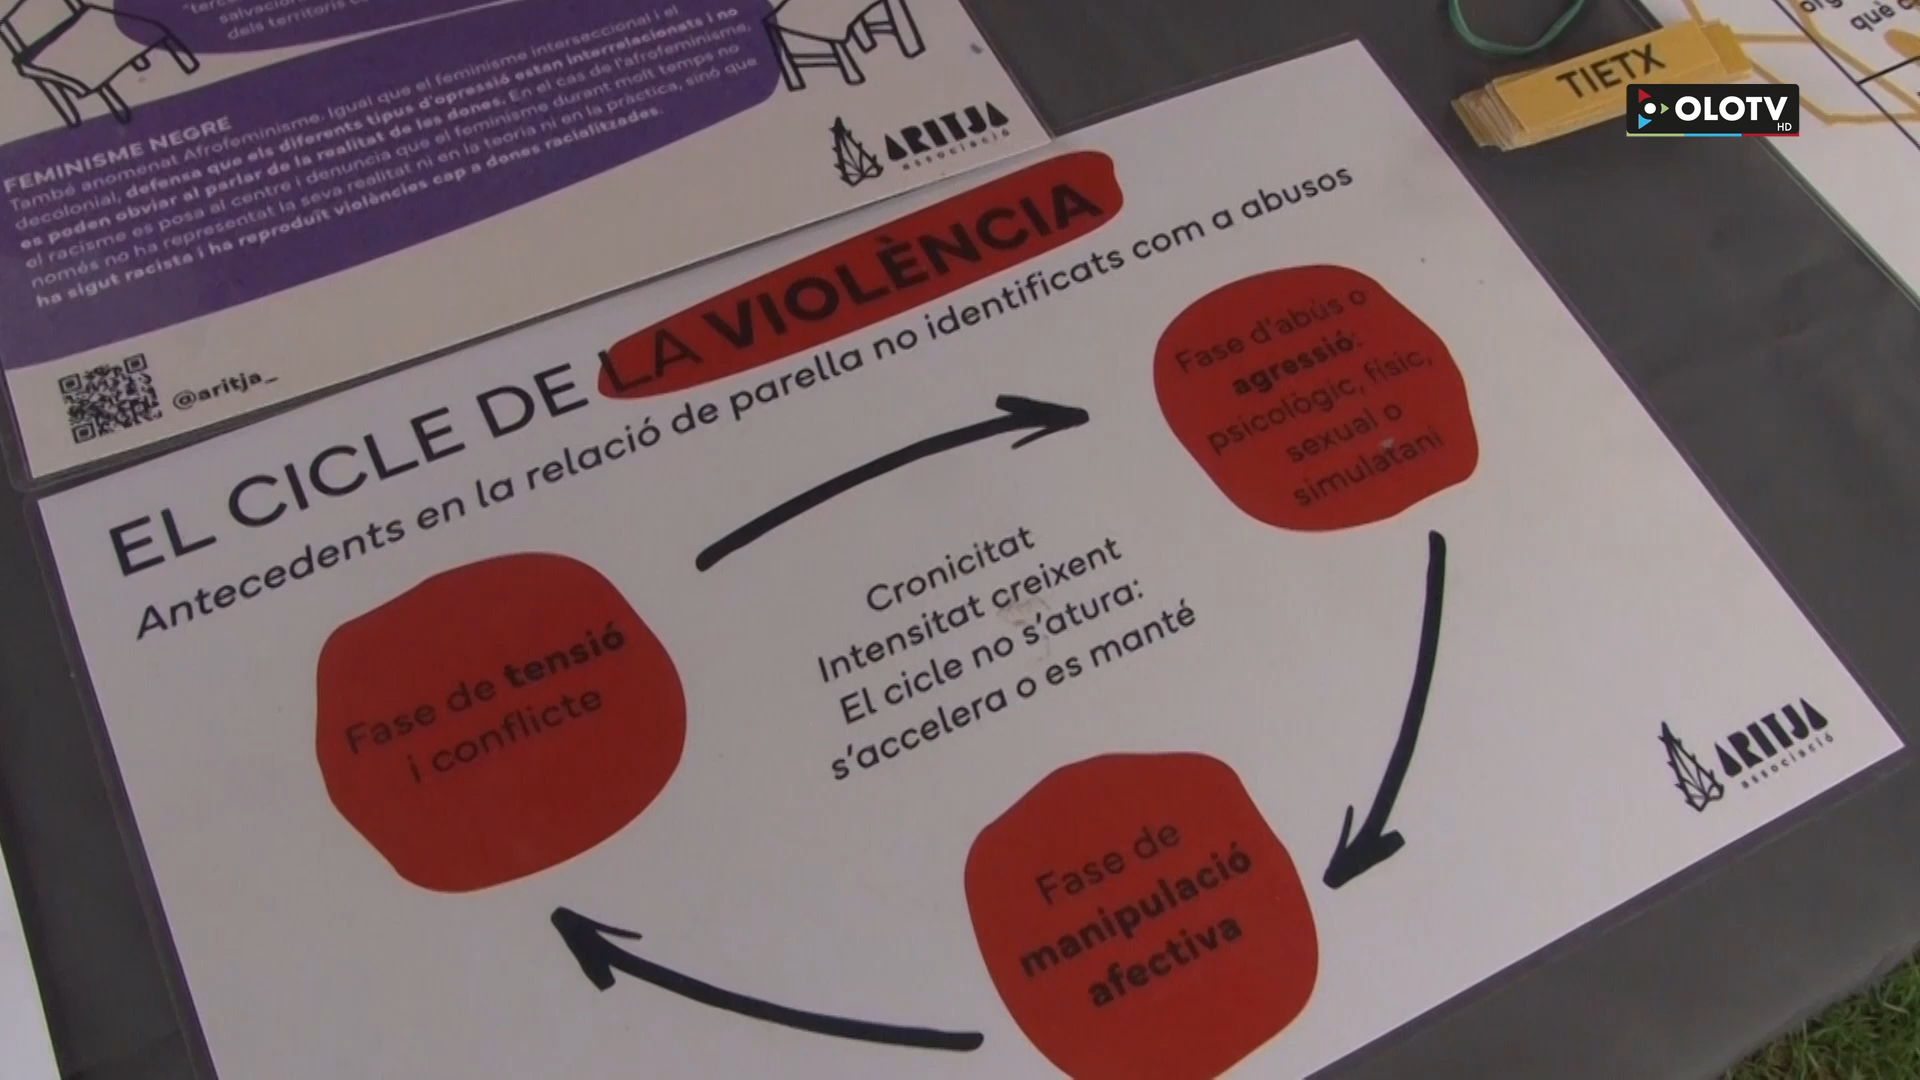 dels territoris
FEMINISME NEGRE
També anomenat Afrofeminisme. Igual que el feminisme interseccional i el
decolonial, defensa que els diferents tipus d'opressió estan interrelacionats i no
es poden obviar al parlar de la realitat de les dones. En el cas de l'afrofeminisme,
el racisme es posa al centre i denuncia que el feminisme durant molt temps no
només no ha representat la seva realitat ni en la teoria ni en la pràctica, sinó que
ha sigut racista i ha reproduït violències cap a dones racialitzades.
@aritja_
ARITJA
associació
TIETX
què
OLOTV
HD
EL CICLE DE LA VIOLÈNCIA
Antecedents en la relació de parella no identificats com a abusos
Fase d'abús o
agressió:
psicològic, físic,
sexual o
simulatani
Cronicitat
Intensitat creixent
El cicle no s'atura:
s'accelera o es manté
Fase de tensió
i conflicte
Fase de
manipulació
afectiva
ARITJA
associació